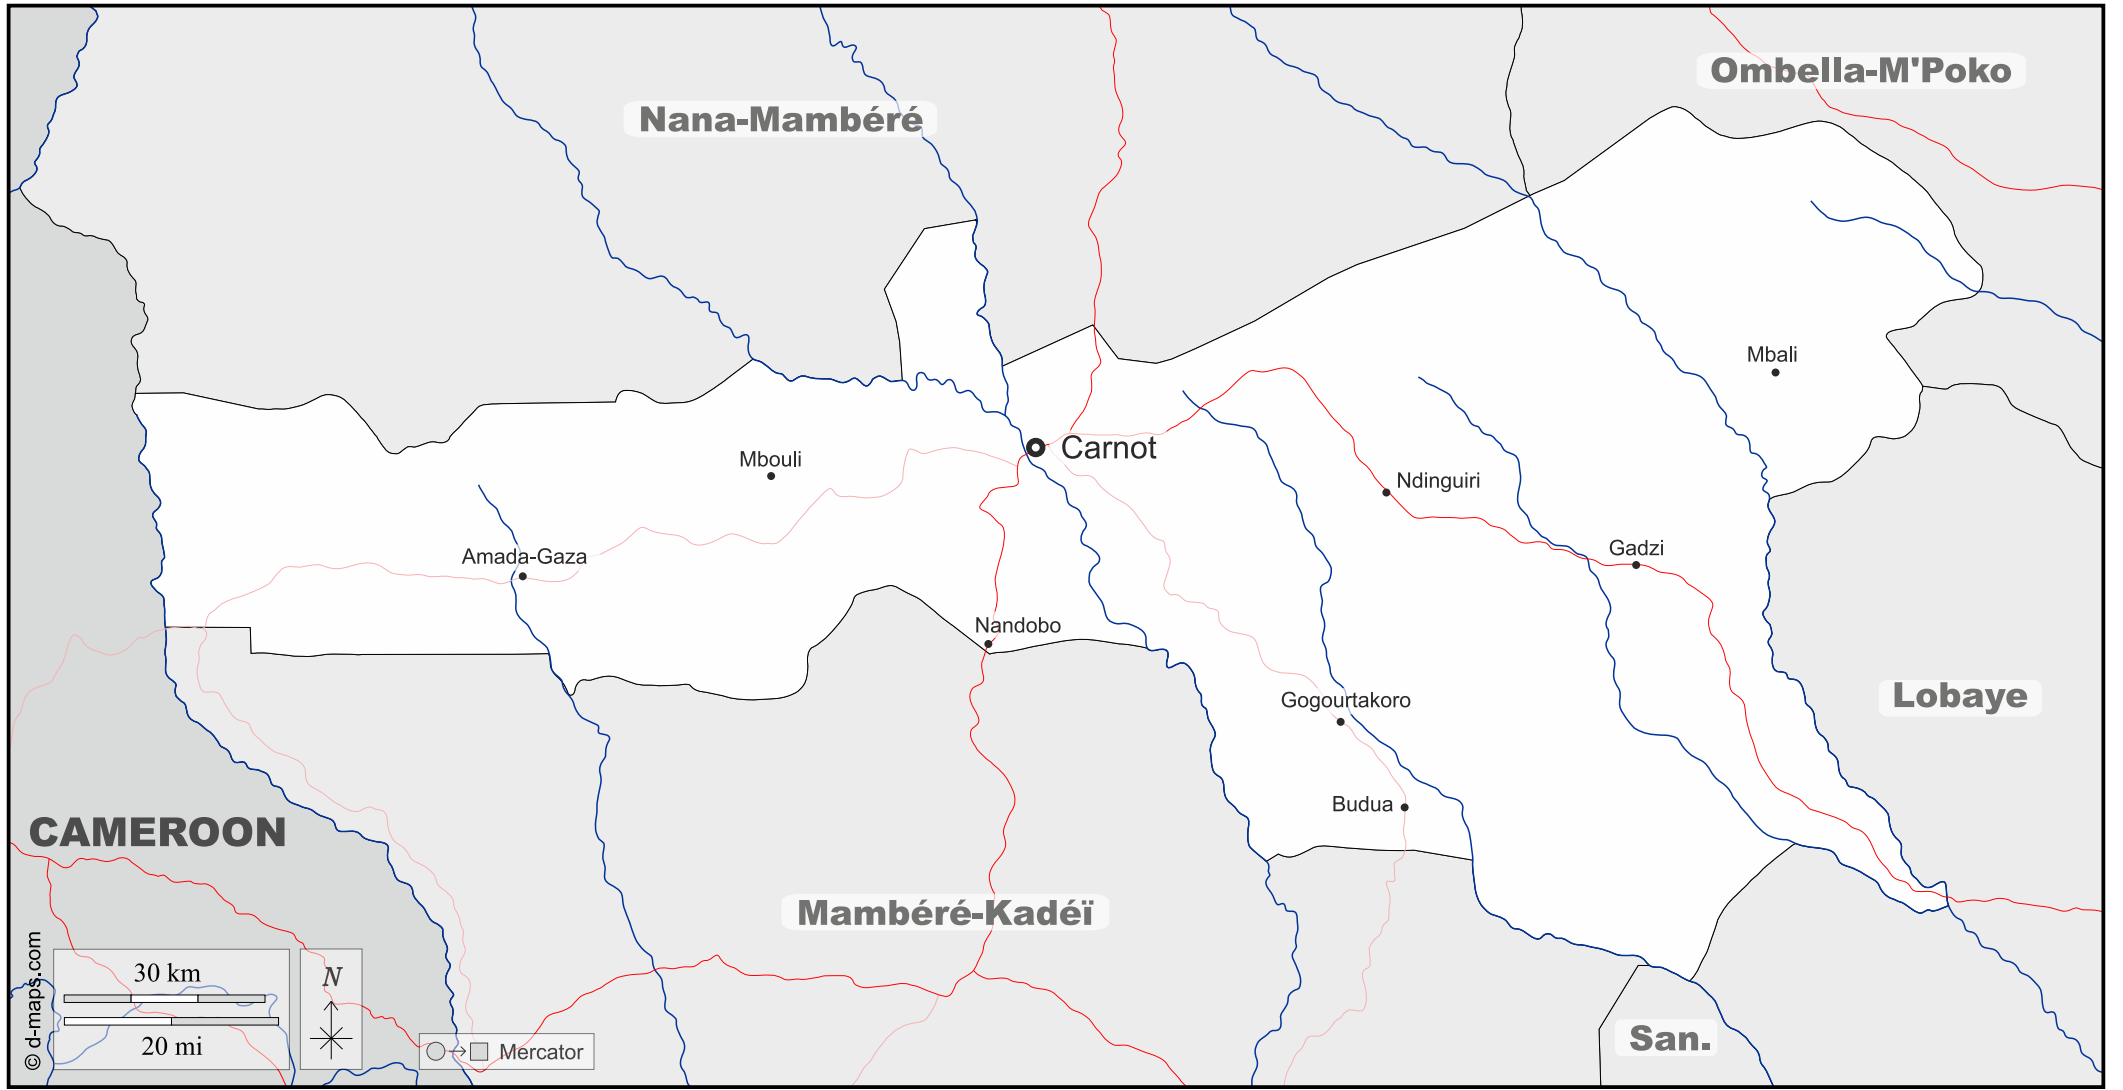 Ombella-M'Poko
Nana-Mambéré
Mbali
Carnot
Mbouli
Ndinguiri
Gadzi
Amada-Gaza
Nandobo
Lobaye
Gogourtakoro
Budua
CAMEROON
Mambéré-Kadéï
© d-maps.com
30 km
N
20 mi
Mercator
San.